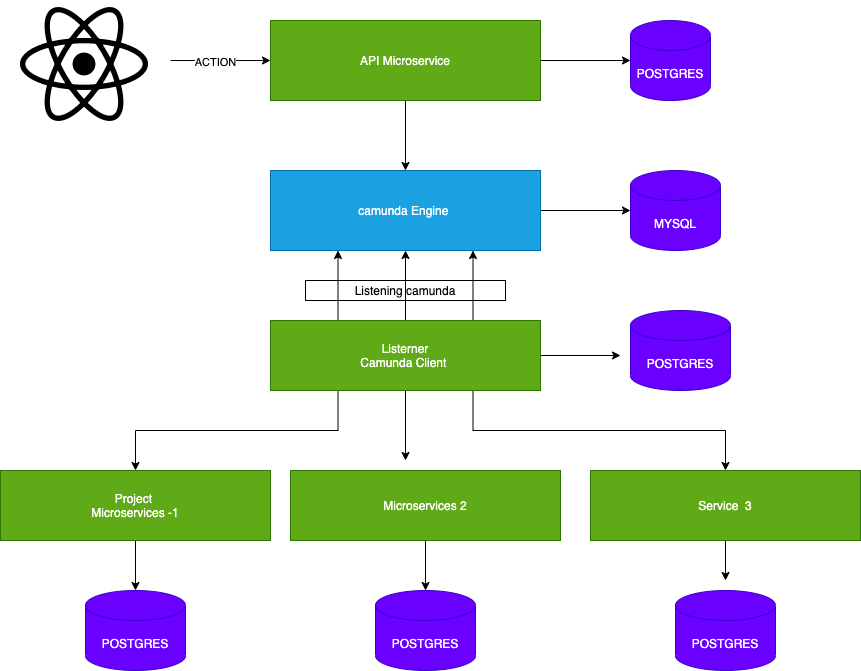 ACTION
API Microservice
POSTGRES
camunda Engine
MYSQL
Listening camunda
Listerner
Camunda Client
POSTGRES
Project
Microservices -1
Microservices 2
Service  3
POSTGRES
POSTGRES
POSTGRES